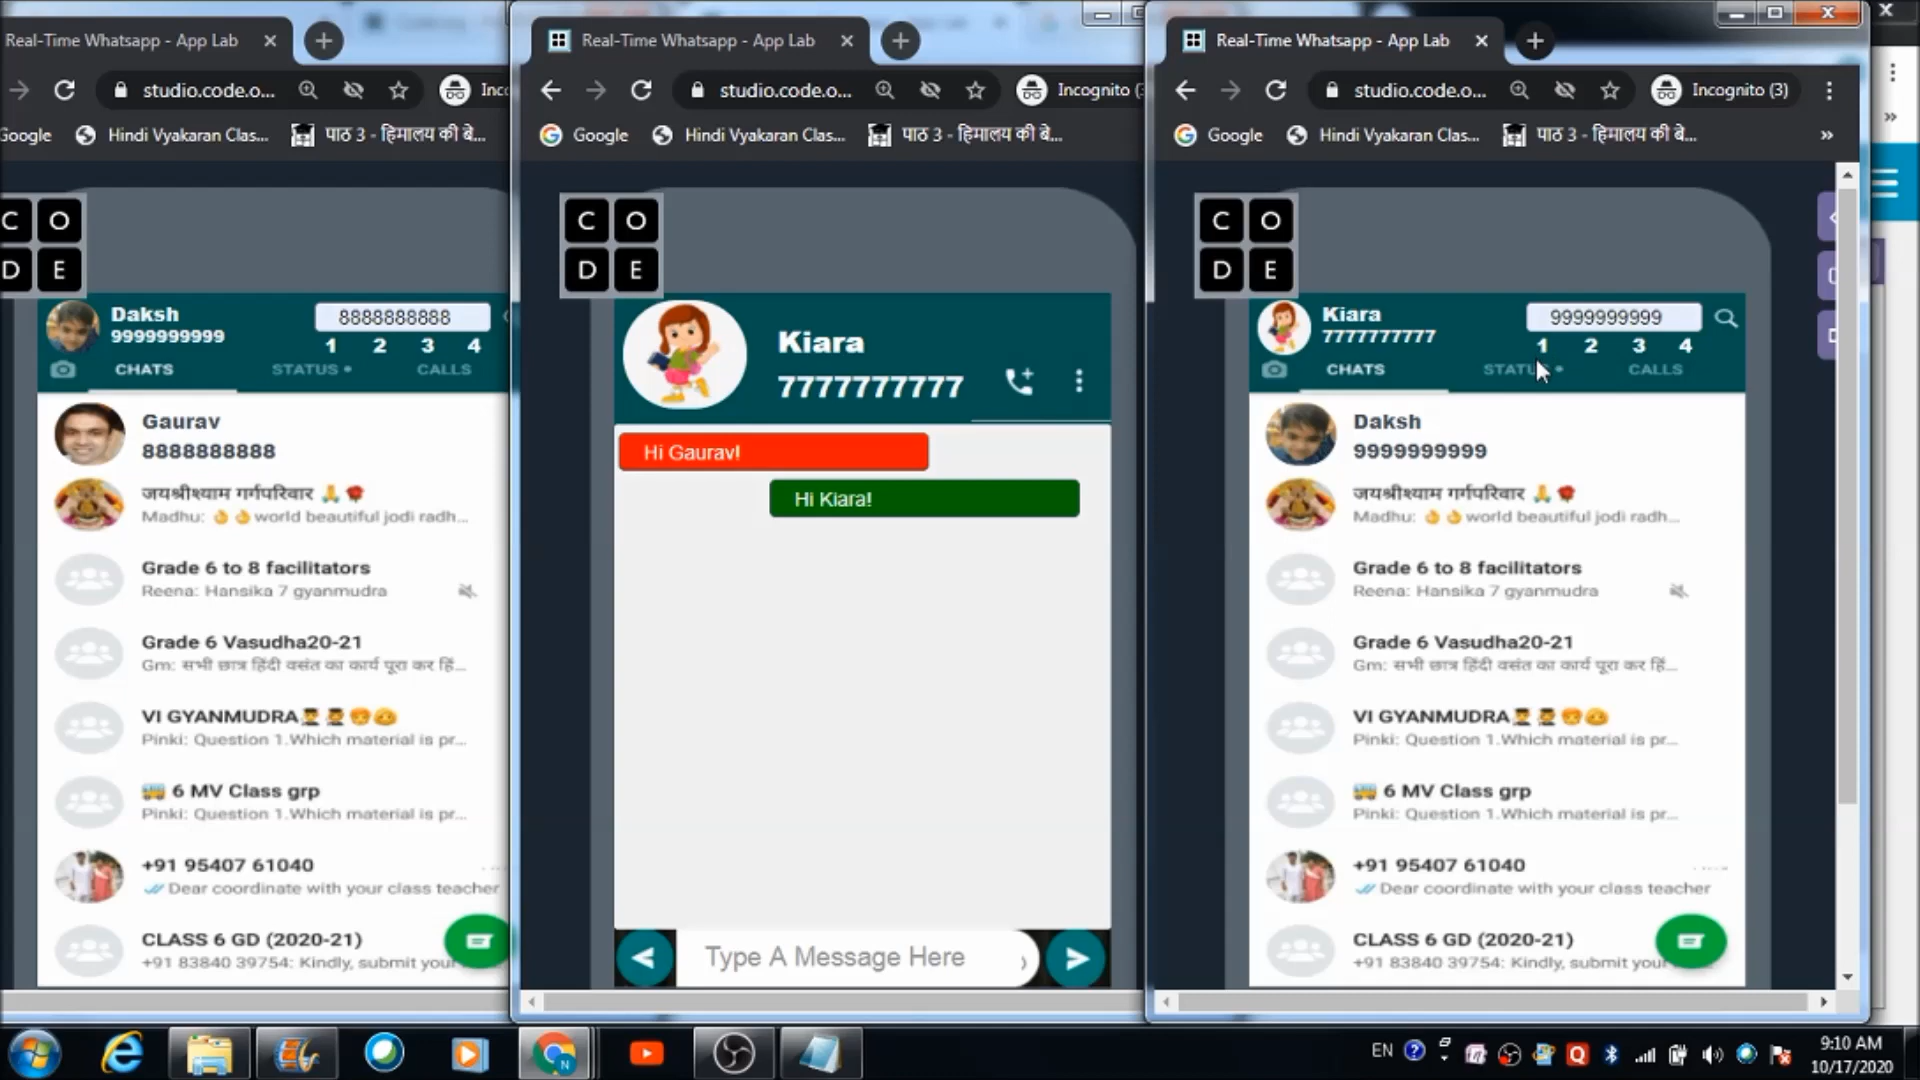 Real-Time Whatsapp - App Lab
studio.code.o...
Inc
Google
Hindi Vyakaran Clas...
पाठ 3 - हिमालय की बे...
C O
D E
Daksh
9999999999
8888888888
1 2 3 4
CHATS
STATUS
CALLS
Gaurav
8888888888
जयश्रीश्याम गर्गपरिवार 🙏🌹
Madhu: 👌👌world beautiful jodi radh...
Grade 6 to 8 facilitators
Reena: Hansika 7 gyanmudra
Grade 6 Vasudha20-21
Gm: सभी छात्र हिंदी वसंत का कार्य पूरा कर हिं...
VI GYANMUDRA
Pinki: Question 1.Which material is pr...
🚌 6 MV Class grp
Pinki: Question 1.Which material is pr...
+91 95407 61040
Dear coordinate with your class teacher
CLASS 6 GD (2020-21)
+91 83840 39754: Kindly, submit your
Real-Time Whatsapp - App Lab
studio.code.o...
Incognito (3
Google
Hindi Vyakaran Clas...
पाठ 3 - हिमालय की बे...
C O
D E
Kiara
7777777777
Hi Gaurav!
Hi Kiara!
Type A Message Here
Real-Time Whatsapp - App Lab
studio.code.o...
Incognito (3)
Google
Hindi Vyakaran Clas...
पाठ 3 - हिमालय की बे...
»
C O
D E
Kiara
7777777777
9999999999
1 2 3 4
CHATS
STATUS
CALLS
Daksh
9999999999
जयश्रीश्याम गर्गपरिवार 🙏🌹
Madhu: 👌👌world beautiful jodi radh...
Grade 6 to 8 facilitators
Reena: Hansika 7 gyanmudra
Grade 6 Vasudha20-21
Gm: सभी छात्र हिंदी वसंत का कार्य पूरा कर हिं...
VI GYANMUDRA
Pinki: Question 1.Which material is pr...
🚌 6 MV Class grp
Pinki: Question 1.Which material is pr...
+91 95407 61040
Dear coordinate with your class teacher
CLASS 6 GD (2020-21)
+91 83840 39754: Kindly, submit your
EN
9:10 AM
10/17/2020